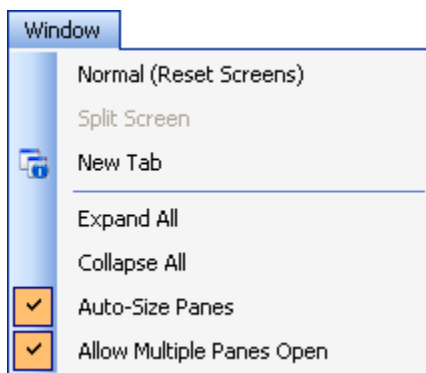 Window
Normal (Reset Screens)
Split Screen
New Tab
Expand All
Collapse All
Auto-Size Panes
Allow Multiple Panes Open